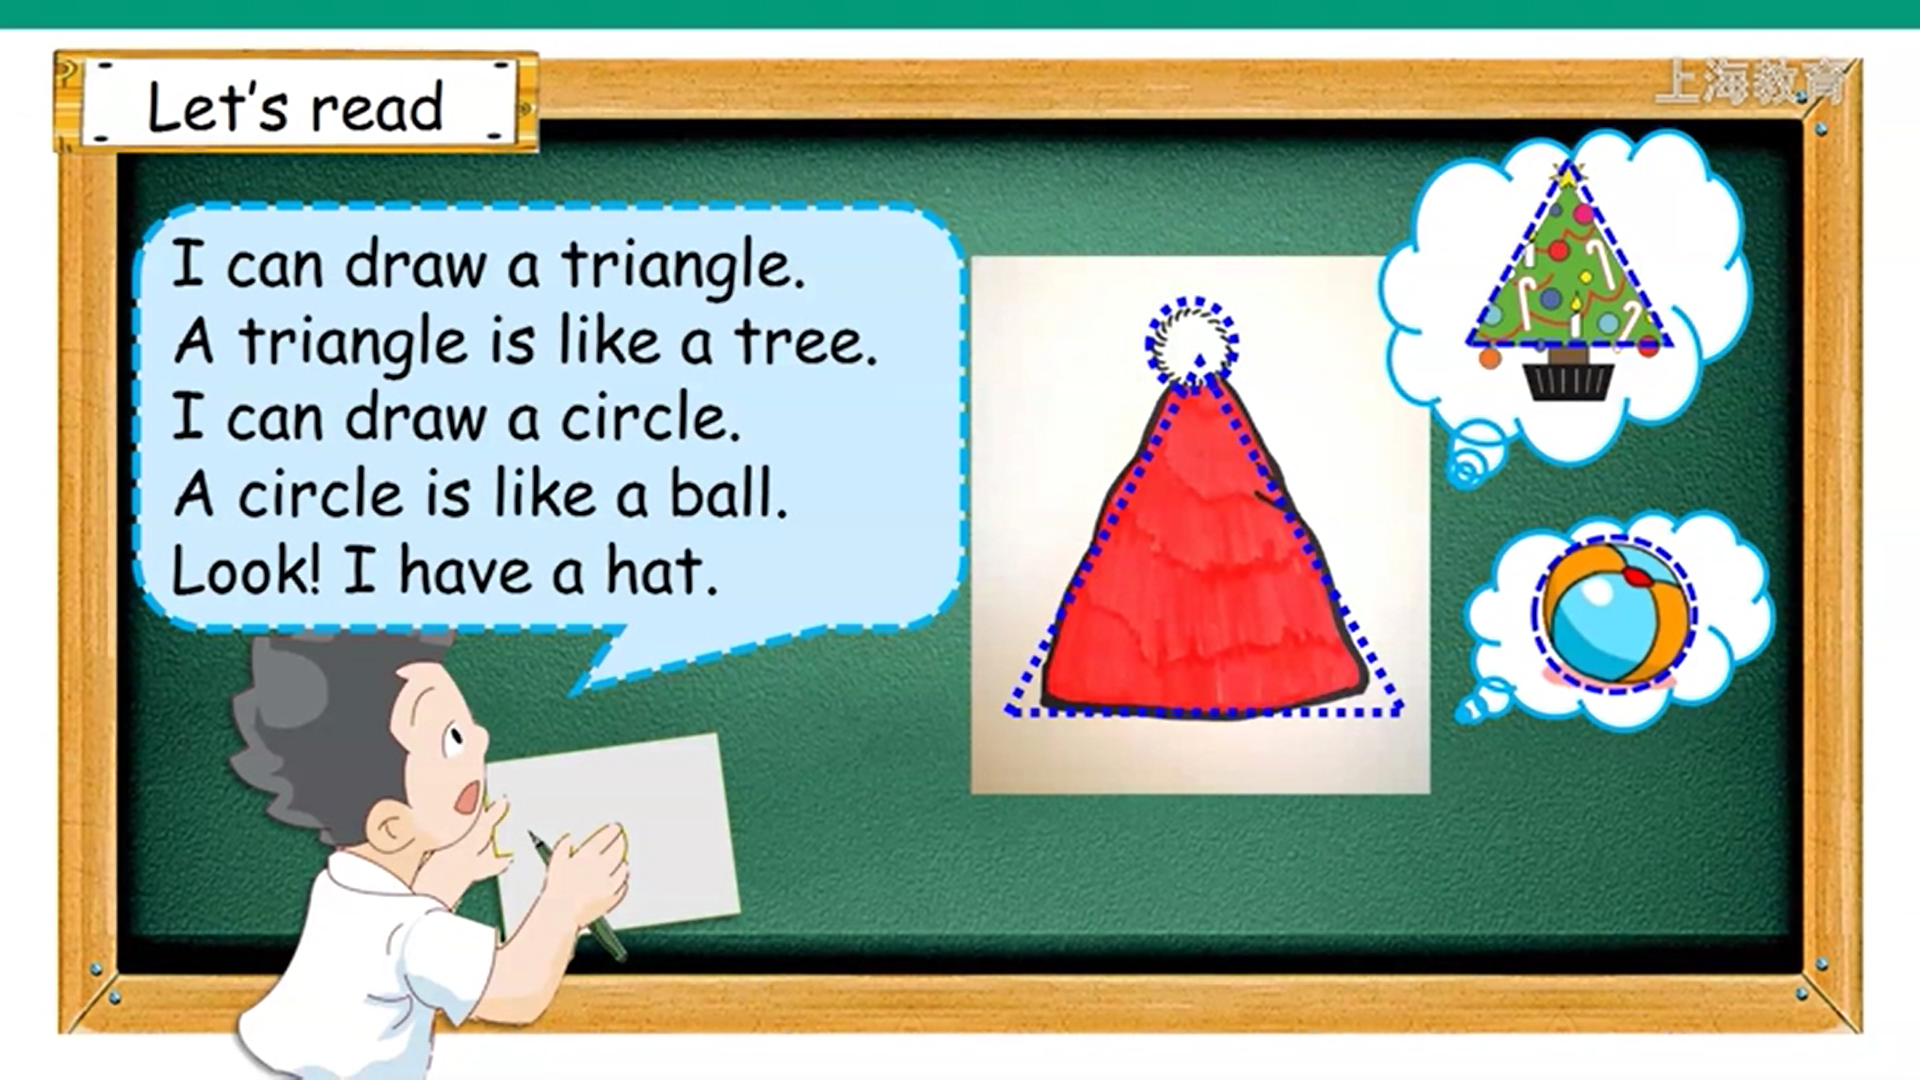 Let's read
上海教育
I can draw a triangle.
A triangle is like a tree.
I can draw a circle.
A circle is like a ball.
Look! I have a hat.